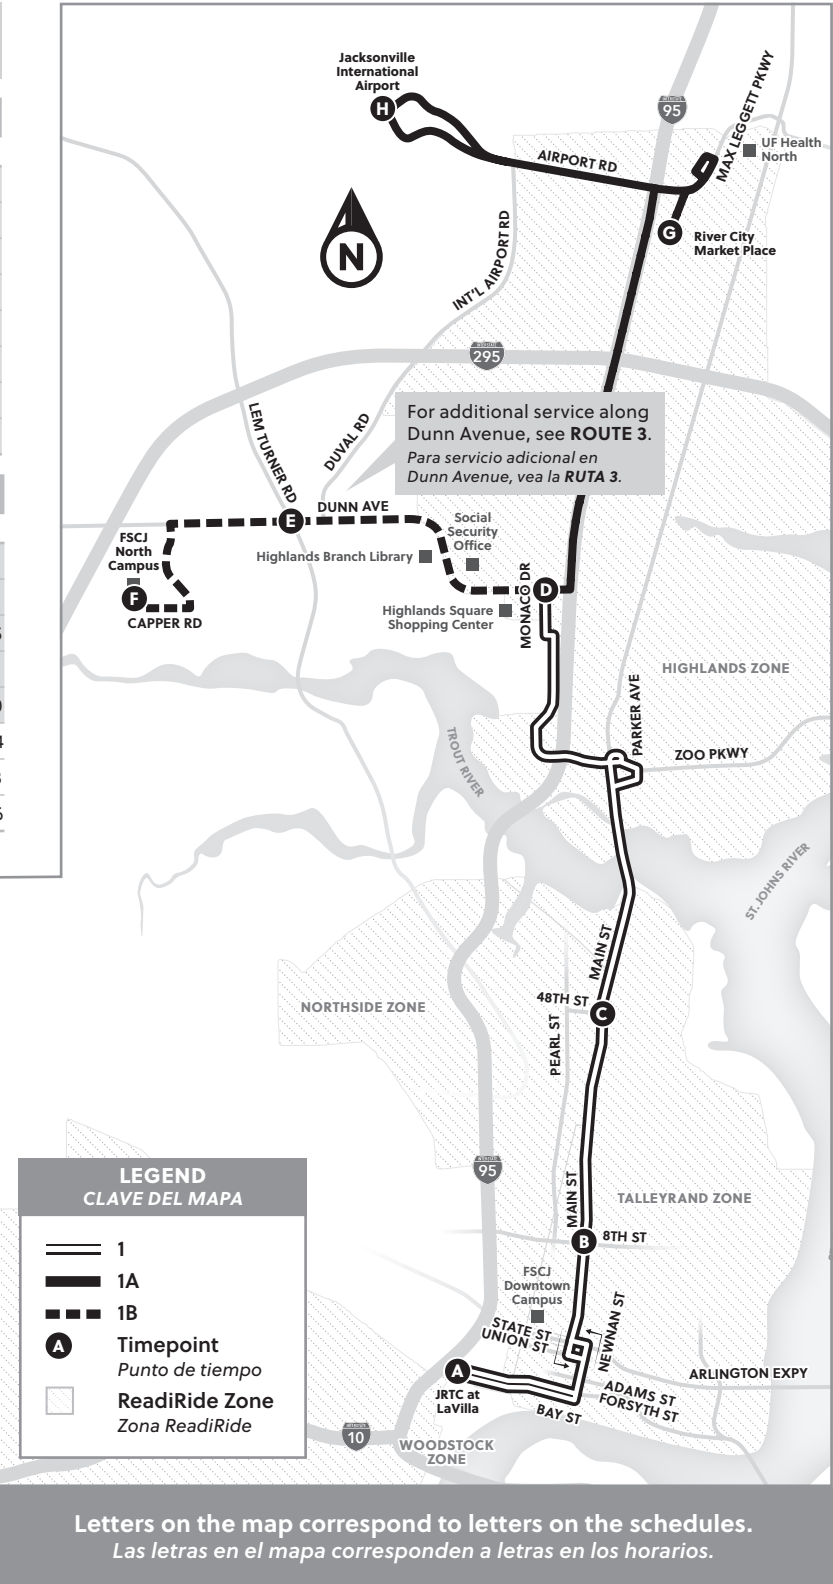 Jacksonville
International
Airport
H
95
MAX LEGGETT PKWY
UF Health
North
AIRPORT RD
G
River City
Market Place
N
INT'L AIRPORT RD
295
For additional service along
Dunn Avenue, see ROUTE 3.
Para servicio adicional en
Dunn Avenue, vea la RUTA 3.
LEM TURNER RD
DUVAL RD
E
DUNN AVE
Social
Security
Office
FSCJ
North
Campus
Highlands Branch Library
F
CAPPER RD
Highlands Square
Shopping Center
MONACO DR
D
HIGHLANDS ZONE
PARKER AVE
ZOO PKWY
TROUT RIVER
ST. JOHNS RIVER
MAIN ST
48TH ST
C
NORTHSIDE ZONE
PEARL ST
95
MAIN ST
TALLEYRAND ZONE
B
8TH ST
FSCJ
Downtown
Campus
STATE ST
UNION ST
NEWNAN ST
A
JRTC at
LaVilla
ARLINGTON EXPY
ADAMS ST
FORSYTH ST
BAY ST
10
WOODSTOCK
ZONE
LEGEND
CLAVE DEL MAPA
1
1A
1B
A
Timepoint
Punto de tiempo
ReadiRide Zone
Zona ReadiRide
Letters on the map correspond to letters on the schedules.
Las letras en el mapa corresponden a letras en los horarios.